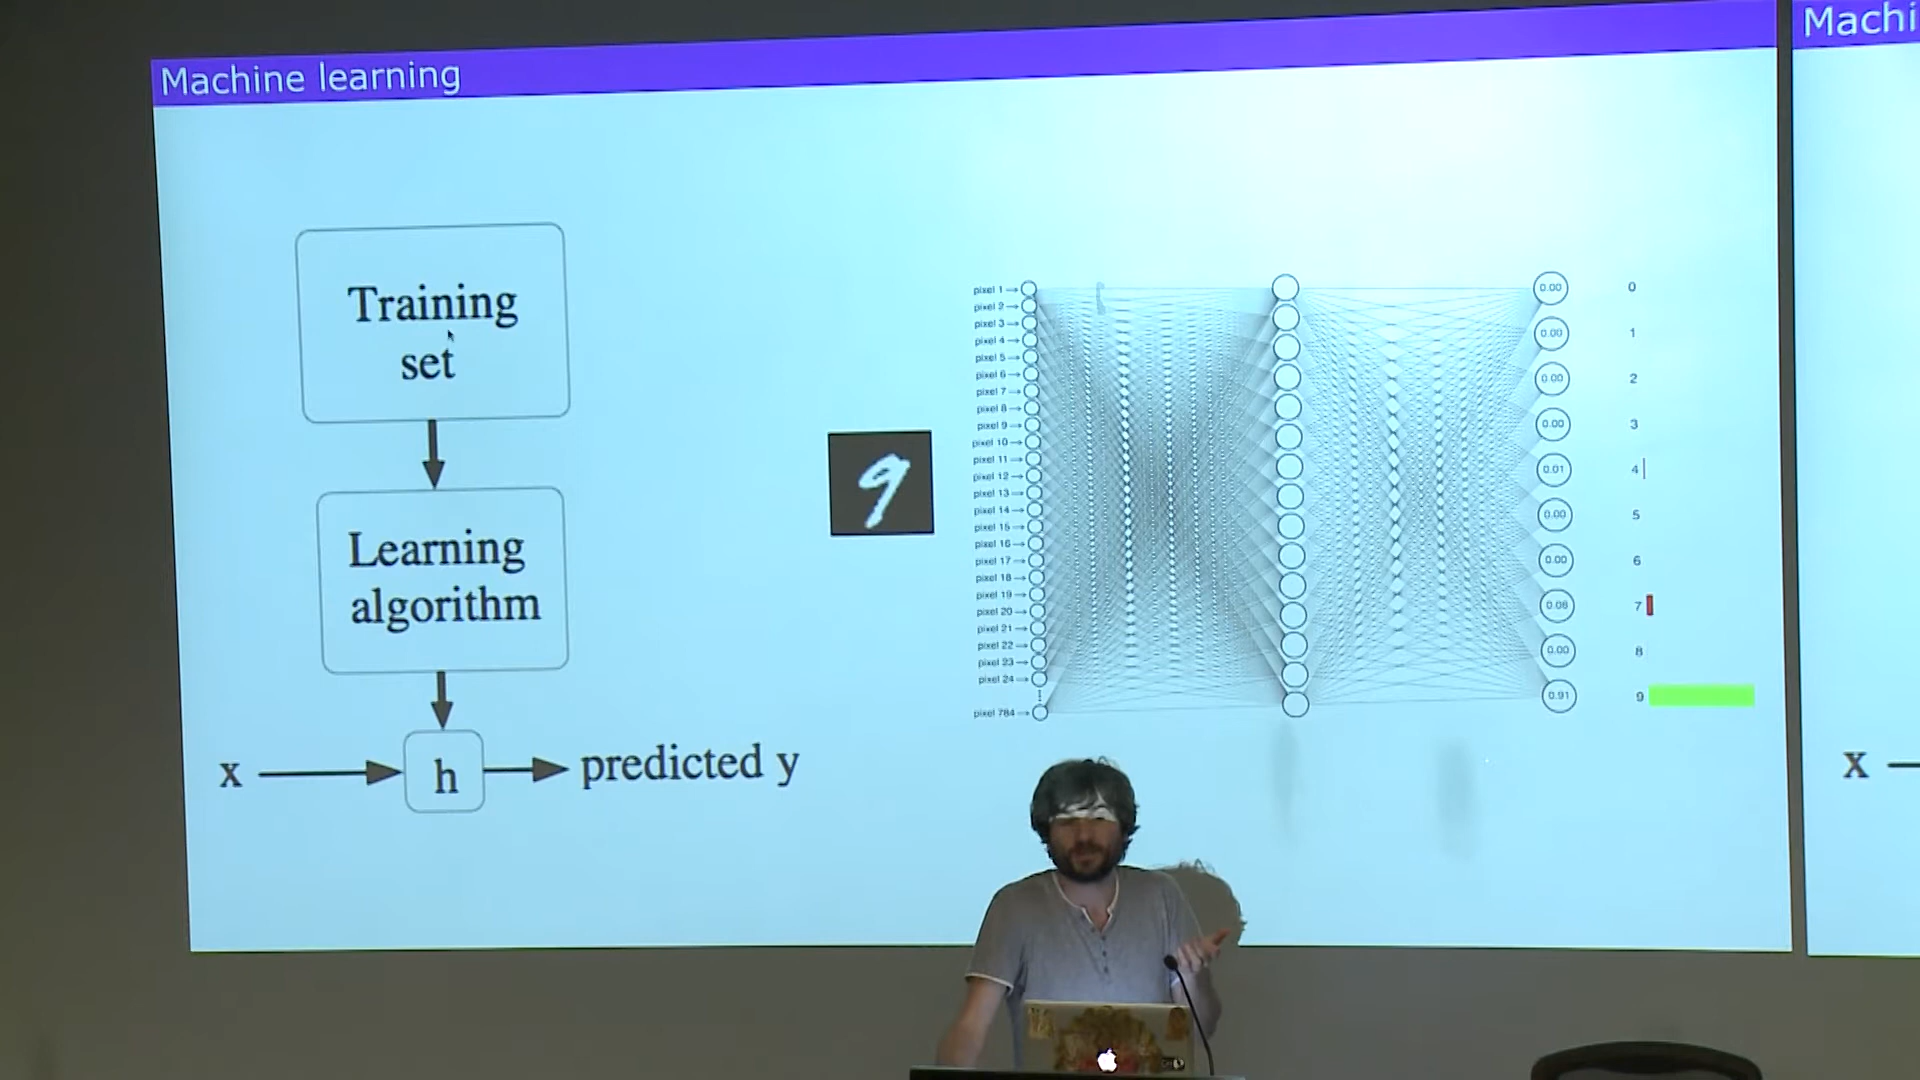 Machine learning
Machi
Training
set
Learning
algorithm
x
h
predicted y
9
pixel 1
pixel 2
pixel 3
pixel 4
pixel 5
pixel 6
pixel 7
pixel 8
pixel 9
pixel 10
pixel 11
pixel 12
pixel 13
pixel 14
pixel 15
pixel 16
pixel 17
pixel 18
pixel 19
pixel 20
pixel 21
pixel 22
pixel 23
pixel 24
pixel 784
0.00 0
0.00 1
0.00 2
0.00 3
0.01 4
0.00 5
0.00 6
0.08 7
0.00 8
0.91 9
x